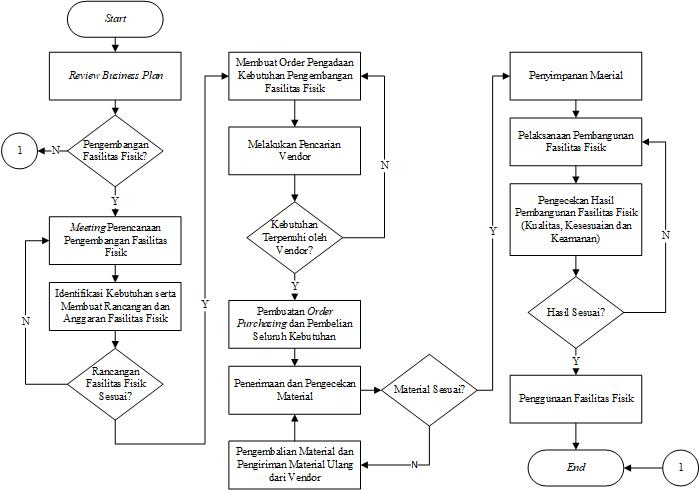 Start
Review Business Plan
Pengembangan
Fasilitas Fisik?
N
1
Y
Meeting Perencanaan
Pengembangan Fasilitas
Fisik
Identifikasi Kebutuhan serta
Membuat Rancangan dan
Anggaran Fasilitas Fisik
N
Rancangan
Fasilitas Fisik
Sesuai?
Y
Membuat Order Pengadaan
Kebutuhan Pengembangan
Fasilitas Fisik
Melakukan Pencarian
Vendor
N
Kebutuhan
Terpenuhi oleh
Vendor?
Y
Pembuatan Order
Purchasing dan Pembelian
Seluruh Kebutuhan
Penerimaan dan Pengecekan
Material
Material Sesuai?
N
Pengembalian Material dan
Pengiriman Material Ulang
dari Vendor
Y
Penyimpanan Maerial
Pelaksanaan Pembangunan
Fasilitas Fisik
Pengecekan Hasil
Pembangunan Fasilitas Fisik
(Kualitas, Kesesuaian dan
Keamanan)
N
Hasil Sesuai?
Y
Penggunaan Fasilitas Fisik
End
1